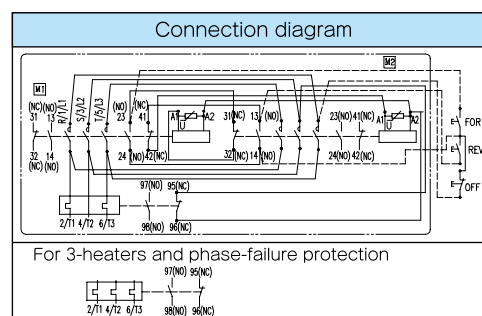 Connection diagram
M1
M2
(NC) (NO)
31 13
R/1/L1
S/3/L2
T/5/L3
(NO) (NC)
23 41
A1 A2
U
31(NC) 13(NO)
23(NO) 41(NC)
A1 A2
U
FOR
REV
OFF
32 14
(NC) (NO)
24(NO) 42(NC)
32(NC) 14(NO)
24(NO) 42(NC)
97(NO) 95(NC)
2/T1 4/T2 6/T3
98(NO) 96(NC)
For 3-heaters and phase-failure protection
97(NO) 95(NC)
2/T1 4/T2 6/T3
98(NO) 96(NC)